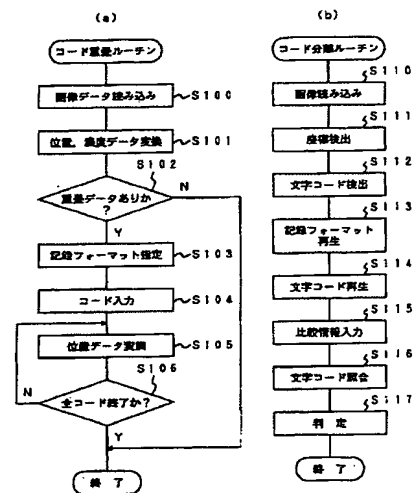 (a)
コード重畳ルーチン
画像データ読み込み
S100
位置,濃度データ変換
S101
S102
重畳データありか
?
N
Y
記録フォーマット指定
S103
コード入力
S104
位置データ変換
S105
S106
全コード終了か?
N
Y
終了
(b)
コード分離ルーチン
S110
画像読み込み
S111
座標検出
S112
文字コード検出
S113
記録フォーマット
再生
S114
文字コード再生
S115
比較情報入力
S116
文字コード照合
S117
判定
終了